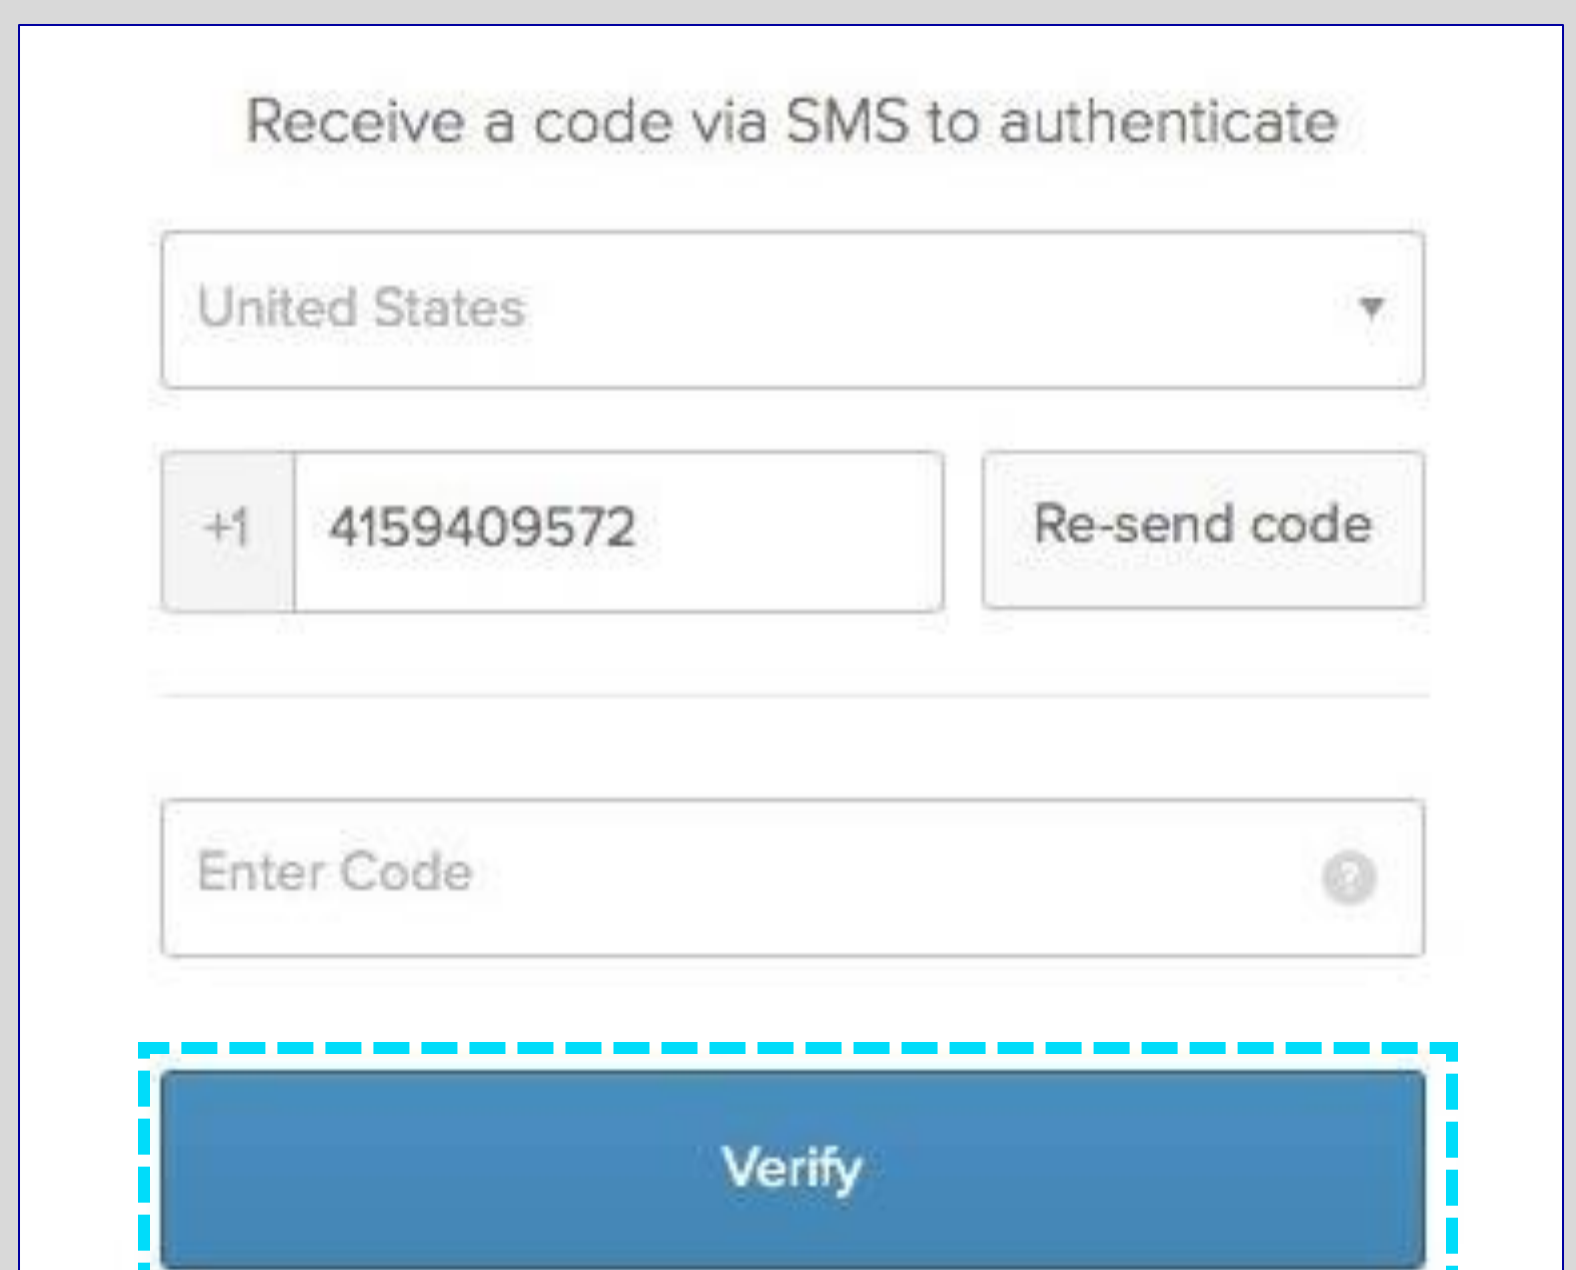 Receive a code via SMS to authenticate
United States
+1 4159409572 Re-send code
Enter Code ?
Verify